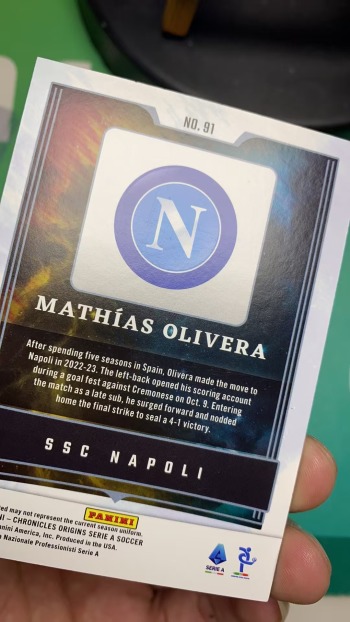 NO. 91
N
MATHÍAS OLIVERA
After spending five seasons in Spain, Olivera made the move to
Napoli in 2022-23. The left-back opened his scoring account
during a goal fest against Cremonese on Oct. 9. Entering
the match as a late sub, he surged forward and nodded
home the final strike to seal a 4-1 victory.
SSC NAPOLI
PANINI
may not represent the current season uniform.
– CHRONICLES ORIGINS SERIE A SOCCER
America, Inc. Produced in the USA.
Nazionale Professionisti Serie A
SERIE A